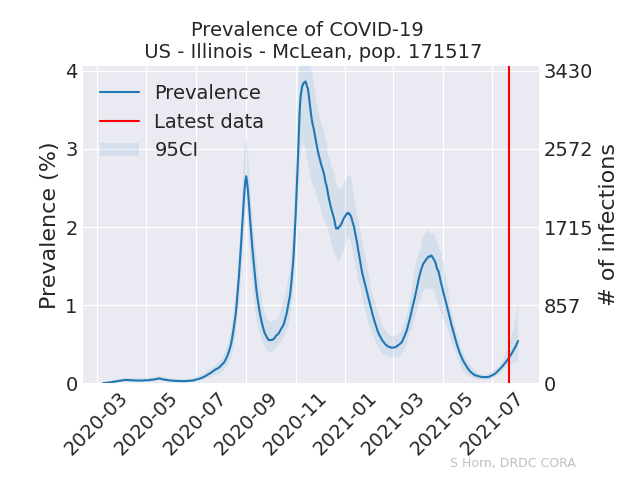 Prevalence of COVID-19
US - Illinois - McLean, pop. 171517
Prevalence
Latest data
95CI
Prevalence (%)
4
3
2
1
0
3430
2572
1715
857
0
# of infections
2020-03
2020-05
2020-07
2020-09
2020-11
2021-01
2021-03
2021-05
2021-07
S Horn, DRDC CORA